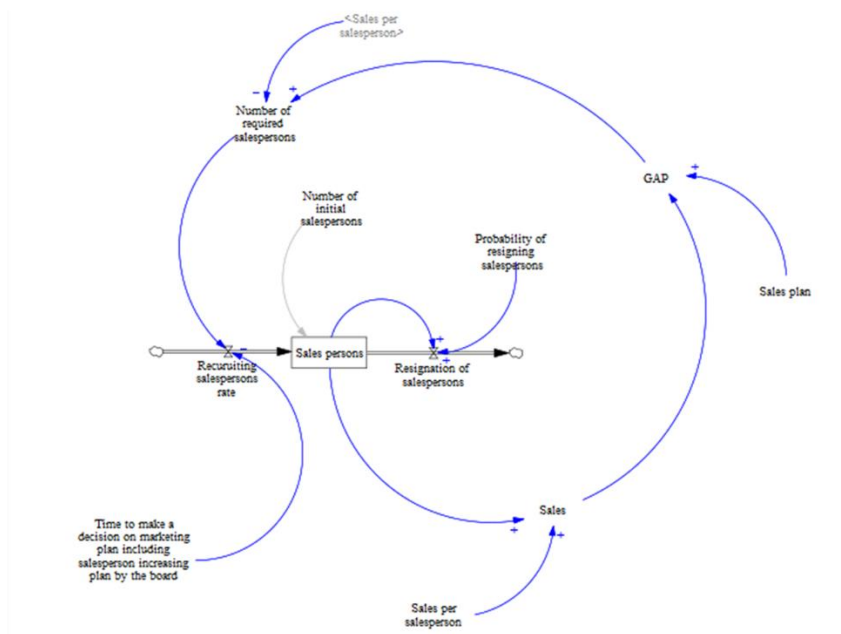 <Sales per
salesperson>
Number of
required
salespersons
GAP
Number of
initial
salespersons
Probability of
resigning
salespersons
Sales plan
Sales persons
Recuruiting
salespersons
rate
Resignation of
salespersons
Sales
Time to make a
decision on marketing
plan including
salesperson increasing
plan by the board
Sales per
salesperson